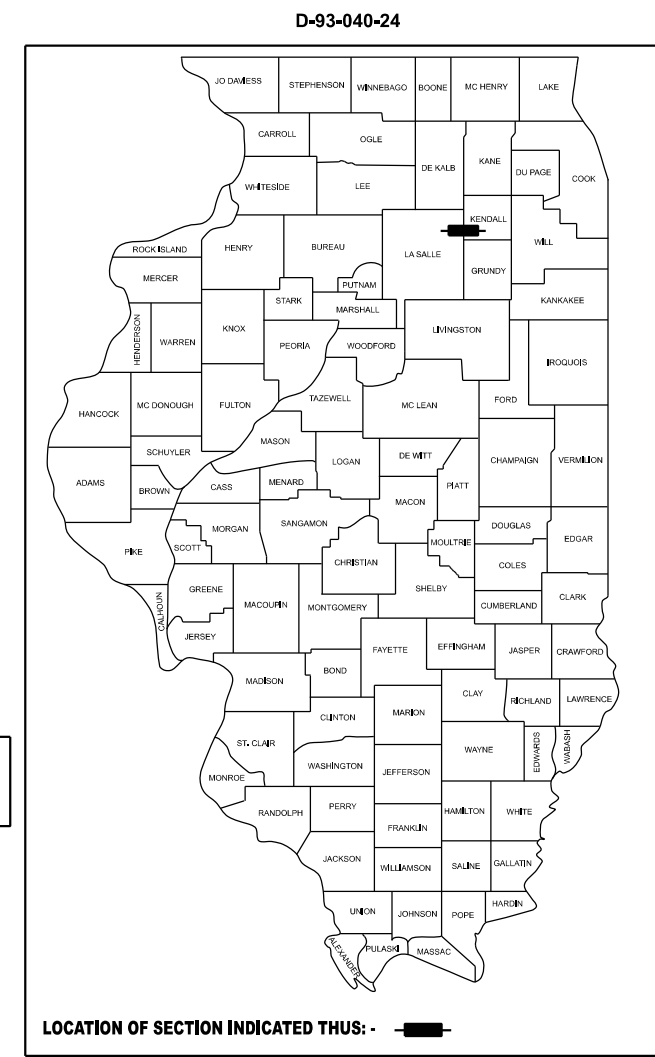 D-93-040-24
JO DAVIESS STEPHENSON WINNEBAGO BOONE MC HENRY LAKE
CARROLL OGLE DE KALB KANE DU PAGE COOK
WHITESIDE LEE
KENDALL
ROCK ISLAND HENRY BUREAU LA SALLE WILL
MERCER PUTNAM GRUNDY
STARK MARSHALL KANKAKEE
HENDERSON WARREN KNOX PEORIA WOODFORD LIVINGSTON
IROQUOIS
HANCOCK MC DONOUGH FULTON TAZEWELL MC LEAN FORD
MASON
SCHUYLER LOGAN DE WITT CHAMPAIGN VERMILION
ADAMS BROWN CASS MENARD PIATT
MACON
MORGAN SANGAMON DOUGLAS
PIKE SCOTT CHRISTIAN MOULTRIE EDGAR
COLES
GREENE SHELBY
CALHOUN MACOUPIN MONTGOMERY CUMBERLAND CLARK
JERSEY FAYETTE EFFINGHAM JASPER CRAWFORD
MADISON BOND
CLAY RICHLAND LAWRENCE
CLINTON MARION
ST. CLAIR WAYNE EDWARDS WABASH
WASHINGTON JEFFERSON
MONROE
RANDOLPH PERRY HAMILTON WHITE
FRANKLIN
JACKSON WILLIAMSON SALINE GALLATIN
UNION JOHNSON POPE HARDIN
ALEXANDER PULASKI MASSAC
LOCATION OF SECTION INDICATED THUS: -